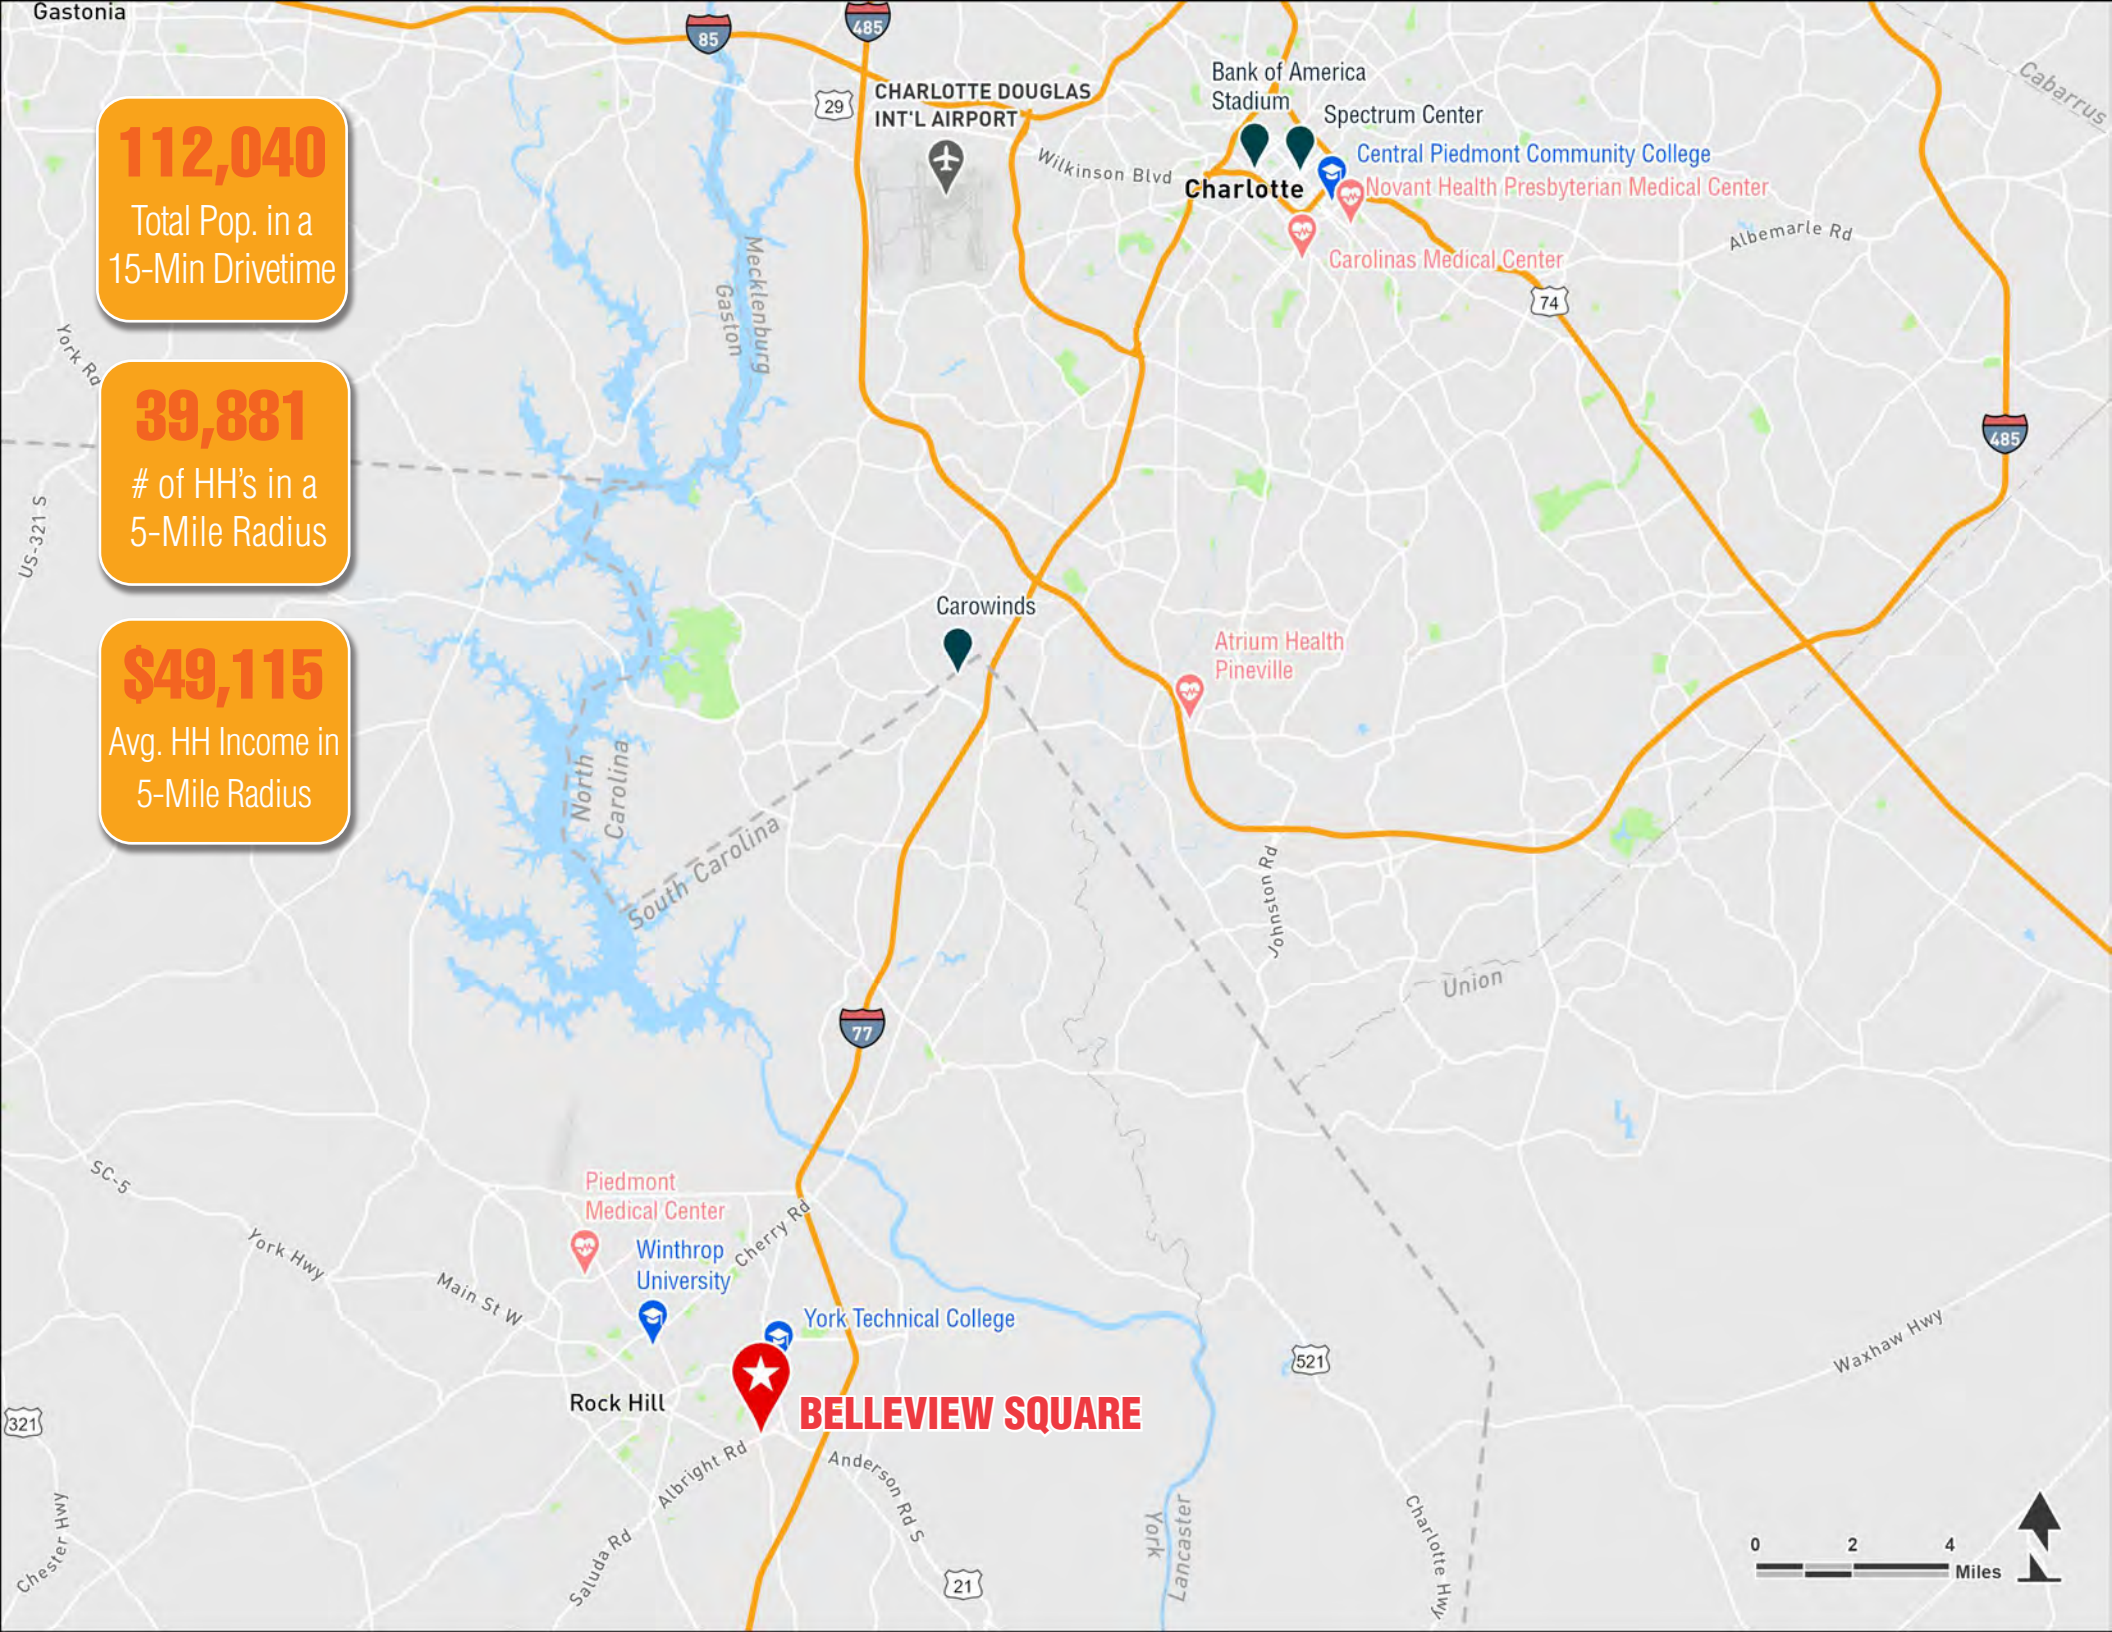 Gastonia
85
485
29
CHARLOTTE DOUGLAS
INT'L AIRPORT
Bank of America
Stadium
Spectrum Center
Cabarrus
Central Piedmont Community College
Wilkinson Blvd
Charlotte
Novant Health Presbyterian Medical Center
Albemarle Rd
Carolinas Medical Center
74
112,040
Total Pop. in a
15-Min Drivetime
Mecklenburg
Gaston
York Rd
39,881
# of HH's in a
5-Mile Radius
485
US-321 S
Carowinds
Atrium Health
Pineville
$49,115
Avg. HH Income in
5-Mile Radius
North
Carolina
South Carolina
Johnston Rd
Union
77
SC-5
Piedmont
Medical Center
York Hwy
Cherry Rd
Winthrop
University
Main St W
York Technical College
521
Waxhaw Hwy
Rock Hill
BELLEVIEW SQUARE
321
Albright Rd
Anderson Rd S
Chester Hwy
Saluda Rd
21
York
Lancaster
Charlotte Hwy
0 2 4
Miles